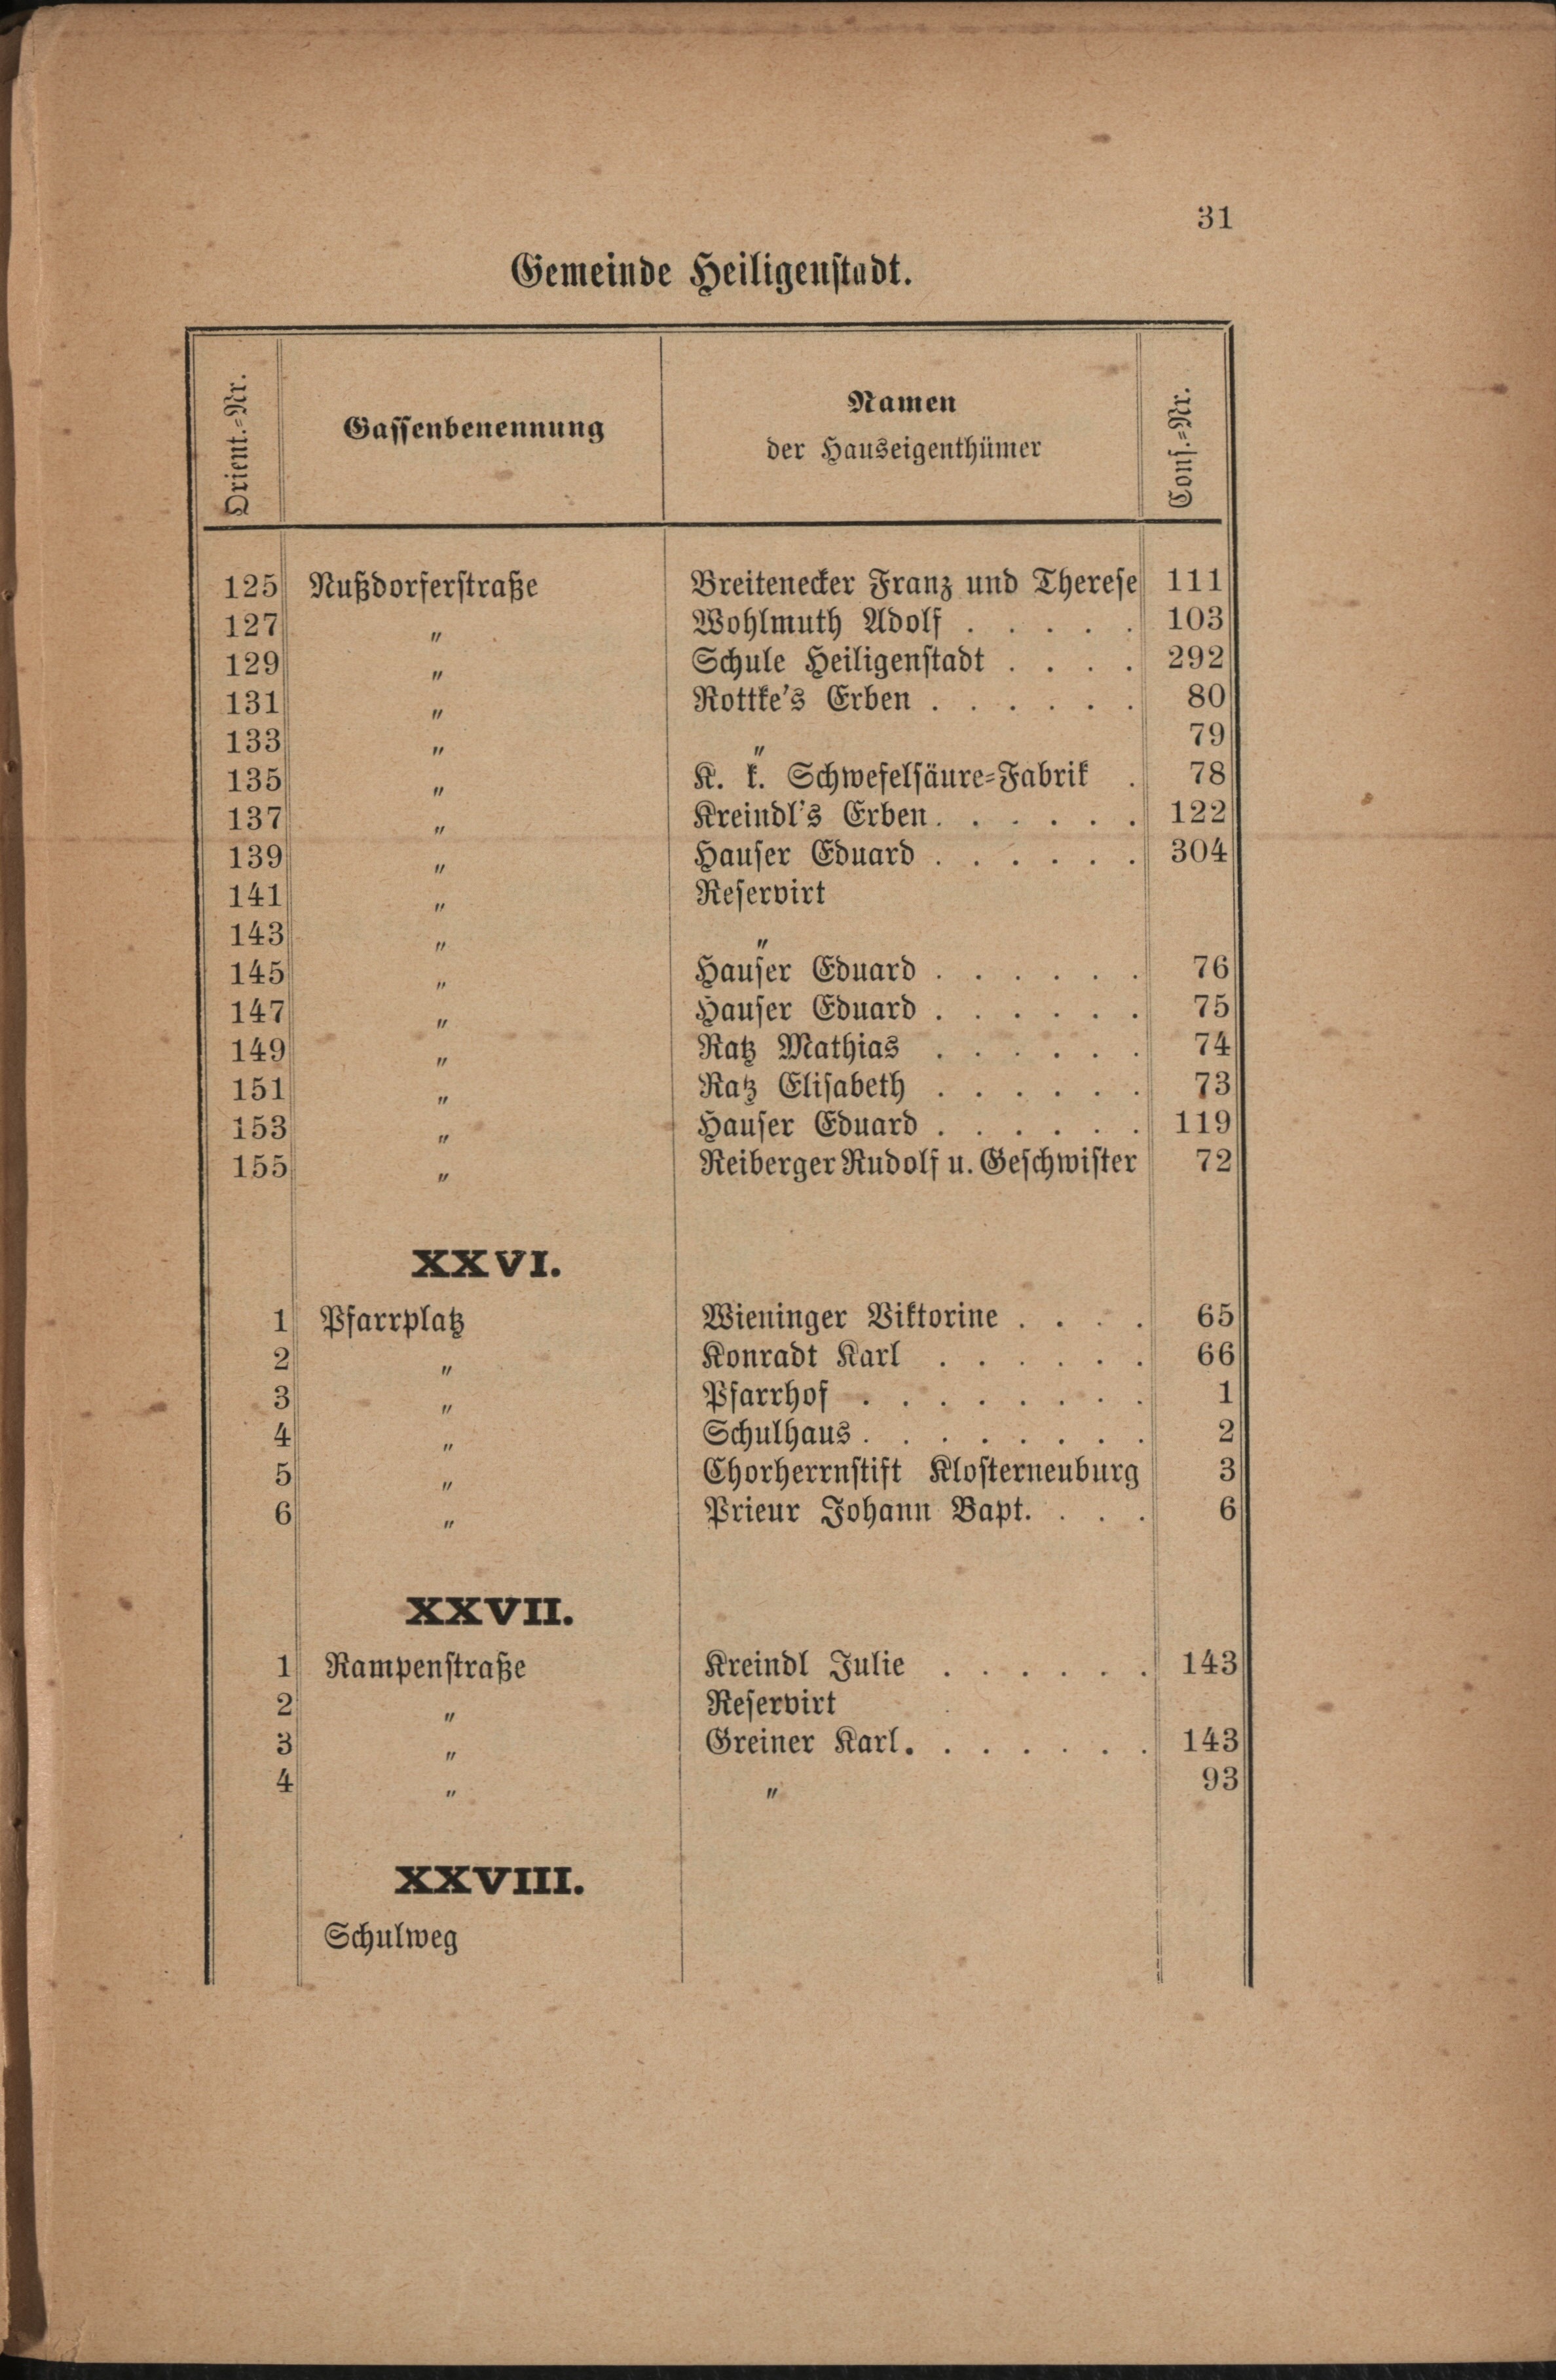 31
Gemeinde Heiligenstadt.
Orient.-Nr. Gassenbenennung Namen der Hauseigenthümer Cons.-Nr.
125 Nußdorferstraße Breitenecker Franz und Therese 111
127 " Wohlmuth Adolf . . . . . 103
129 " Schule Heiligenstadt . . . . 292
131 " Rottke's Erben . . . . . . 80
133 " " 79
135 " K. k. Schwefelsäure-Fabrik . 78
137 " Kreindl's Erben . . . . . . 122
139 " Hauser Eduard . . . . . . 304
141 " Reservirt
143 " "
145 " Hauser Eduard . . . . . . 76
147 " Hauser Eduard . . . . . . 75
149 " Ratz Mathias . . . . . . 74
151 " Ratz Elisabeth . . . . . . 73
153 " Hauser Eduard . . . . . . 119
155 " Reiberger Rudolf u. Geschwister 72
XXVI.
1 Pfarrplatz Wieninger Viktorine . . . . 65
2 " Konradt Karl . . . . . . 66
3 " Pfarrhof . . . . . . . . 1
4 " Schulhaus . . . . . . . . 2
5 " Chorherrnstift Klosterneuburg 3
6 " Prieur Johann Bapt. . . . 6
XXVII.
1 Rampenstraße Kreindl Julie . . . . . . 143
2 " Reservirt
3 " Greiner Karl. . . . . . . 143
4 " " 93
XXVIII.
Schulweg